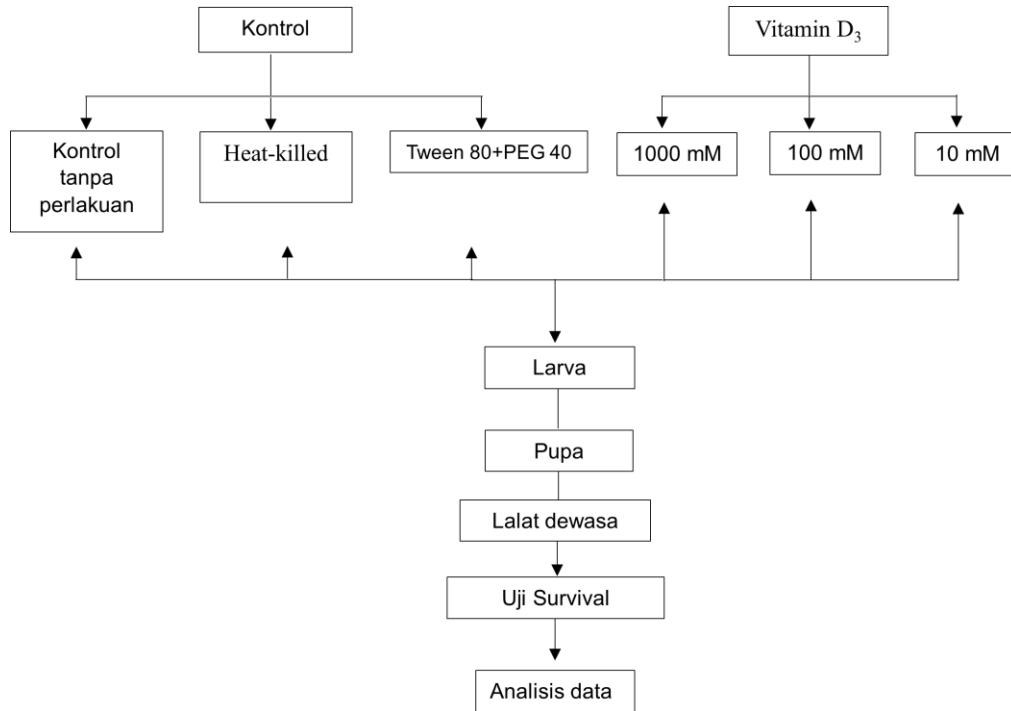 Kontrol
Vitamin D₃
Kontrol
tanpa
perlakuan
Heat-killed
Tween 80+PEG 40
1000 mM
100 mM
10 mM
Larva
Pupa
Lalat dewasa
Uji Survival
Analisis data